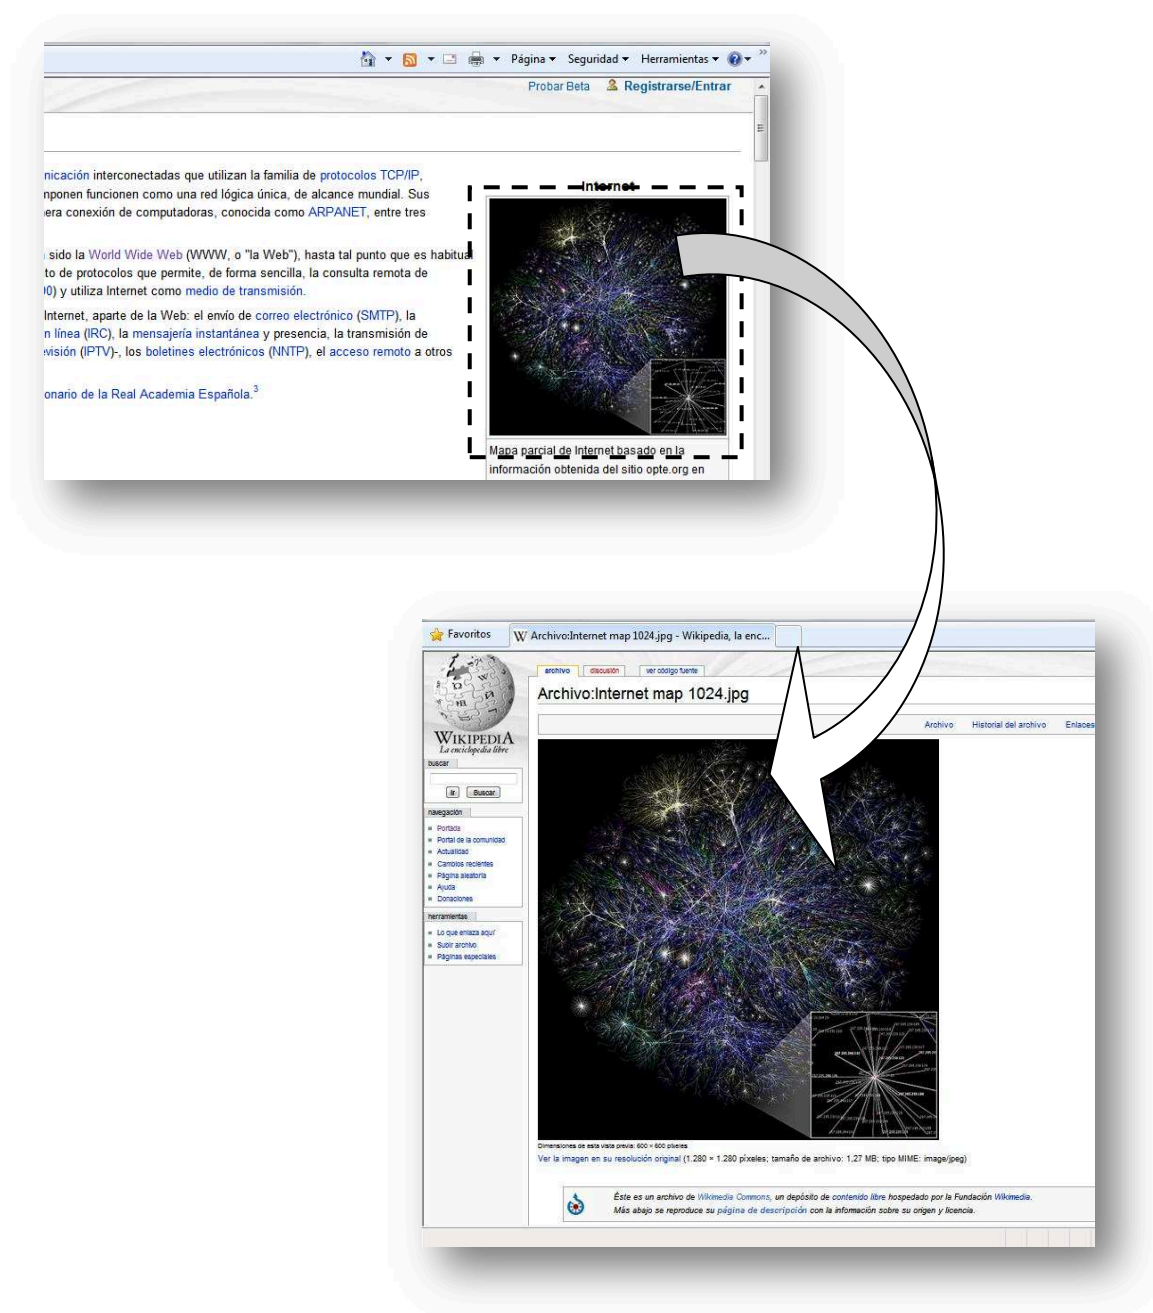 Página
Seguridad
Herramientas
Probar Beta
Registrarse/Entrar
nicación interconectadas que utilizan la familia de protocolos TCP/IP,
mponen funcionen como una red lógica única, de alcance mundial. Sus
era conexión de computadoras, conocida como ARPANET, entre tres
sido la World Wide Web (WWW, o "la Web"), hasta tal punto que es habitual
to de protocolos que permite, de forma sencilla, la consulta remota de
0) y utiliza Internet como medio de transmisión.
Internet, aparte de la Web: el envío de correo electrónico (SMTP), la
n línea (IRC), la mensajería instantánea y presencia, la transmisión de
evisión (IPTV)-, los boletines electrónicos (NNTP), el acceso remoto a otros
onario de la Real Academia Española.3
Internet
Mapa parcial de Internet basado en la
información obtenida del sitio opte.org en
Favoritos
W Archivo:Internet map 1024.jpg - Wikipedia, la enc...
archivo
discusión
ver código fuente
Archivo:Internet map 1024.jpg
Archivo
Historial del archivo
Enlaces
WIKIPEDIA
La enciclopedia libre
buscar
Ir
Buscar
navegación
Portada
Portal de la comunidad
Actualidad
Cambios recientes
Página aleatoria
Ayuda
Donaciones
herramientas
Lo que enlaza aquí
Subir archivo
Páginas especiales
Dimensiones de esta vista previa: 600 × 600 píxeles
Ver la imagen en su resolución original (1.280 × 1.280 píxeles; tamaño de archivo: 1,27 MB; tipo MIME: image/jpeg)
Éste es un archivo de Wikimedia Commons, un depósito de contenido libre hospedado por la Fundación Wikimedia.
Más abajo se reproduce su página de descripción con la información sobre su origen y licencia.